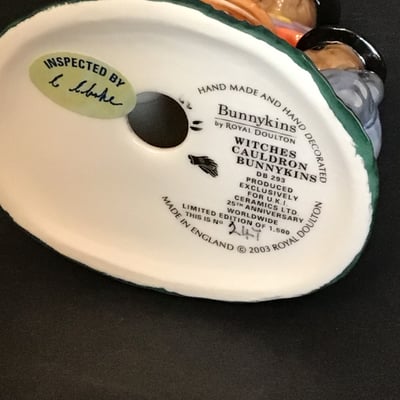 INSPECTED BY
HAND MADE AND HAND DECORATED
Bunnykins
by ROYAL DOULTON
WITCHES
CAULDRON
BUNNYKINS
DB 293
PRODUCED
EXCLUSIVELY
FOR U.K.I.
CERAMICS LTD.
25TH ANNIVERSARY
WORLDWIDE
LIMITED EDITION OF 1,500
THIS IS Nº 247
MADE IN ENGLAND © 2003 ROYAL DOULTON